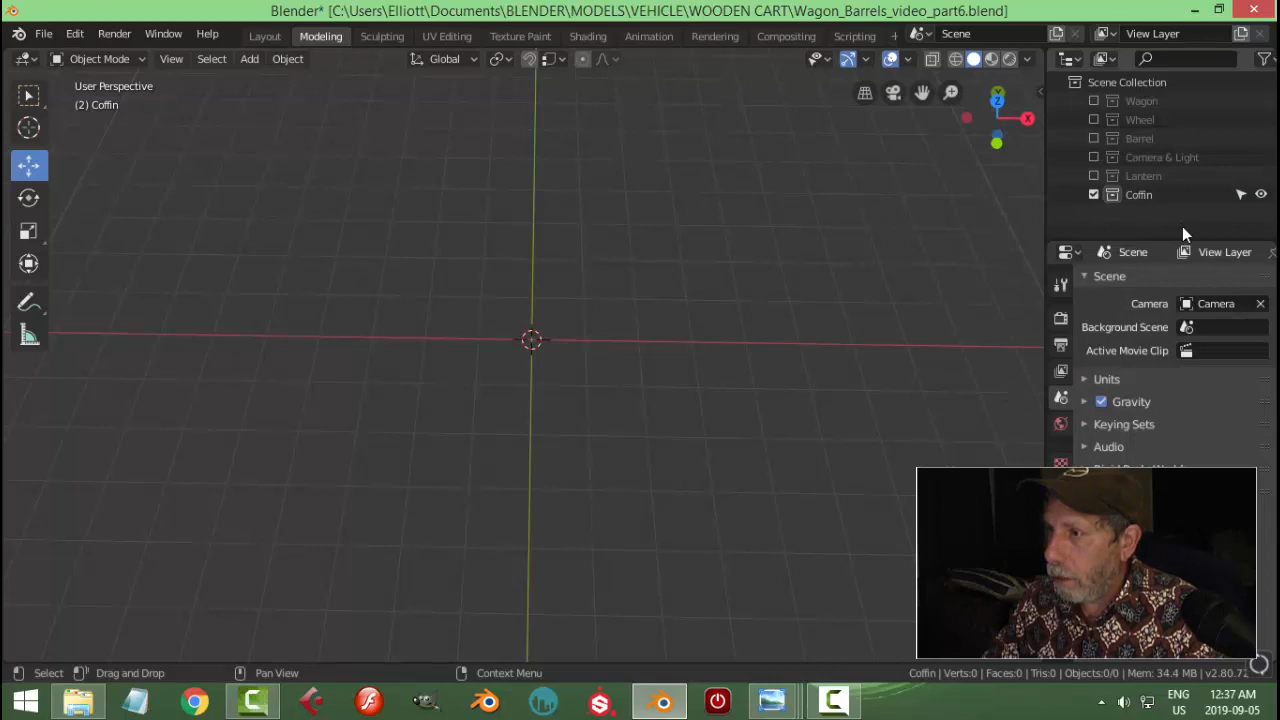 Blender* [C:\Users\Elliott\Documents\BLENDER\MODELS\VEHICLE\WOODEN CART\Wagon_Barrels_video_part6.blend]
File Edit Render Window Help Layout Modeling Sculpting UV Editing Texture Paint Shading Animation Rendering Compositing Scripting + Scene View Layer
Object Mode View Select Add Object Global
User Perspective
(2) Coffin
Z
X
Y
Scene Collection
Wagon
Wheel
Barrel
Camera & Light
Lantern
Coffin
Scene View Layer
Scene
Camera Camera
Background Scene
Active Movie Clip
Units
Gravity
Keying Sets
Audio
Select Drag and Drop Pan View Context Menu Coffin | Verts:0 | Faces:0 | Tris:0 | Objects:0/0 | Mem: 34.4 MB | v2.80.71
ENG 12:37 AM
US 2019-09-05